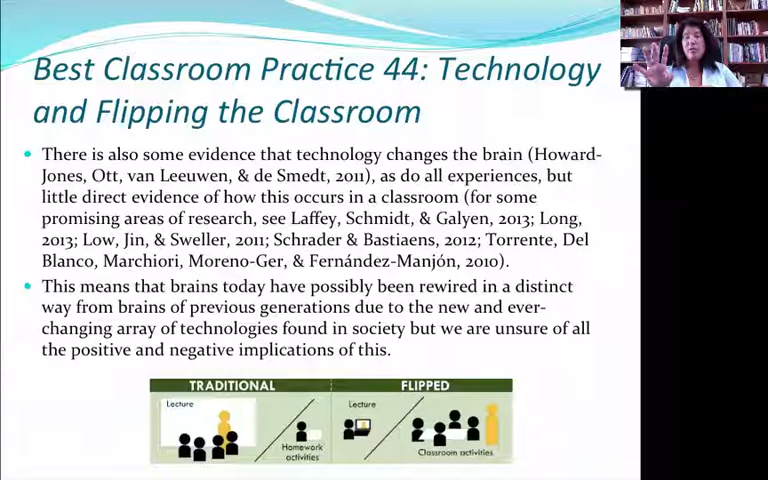 Best Classroom Practice 44: Technology
and Flipping the Classroom
• There is also some evidence that technology changes the brain (Howard-
Jones, Ott, van Leeuwen, & de Smedt, 2011), as do all experiences, but
little direct evidence of how this occurs in a classroom (for some
promising areas of research, see Laffey, Schmidt, & Galyen, 2013; Long,
2013; Low, Jin, & Sweller, 2011; Schrader & Bastiaens, 2012; Torrente, Del
Blanco, Marchiori, Moreno-Ger, & Fernández-Manjón, 2010).
• This means that brains today have possibly been rewired in a distinct
way from brains of previous generations due to the new and ever-
changing array of technologies found in society but we are unsure of all
the positive and negative implications of this.
TRADITIONAL
Lecture
Homework
activities
FLIPPED
Lecture
Classroom activities